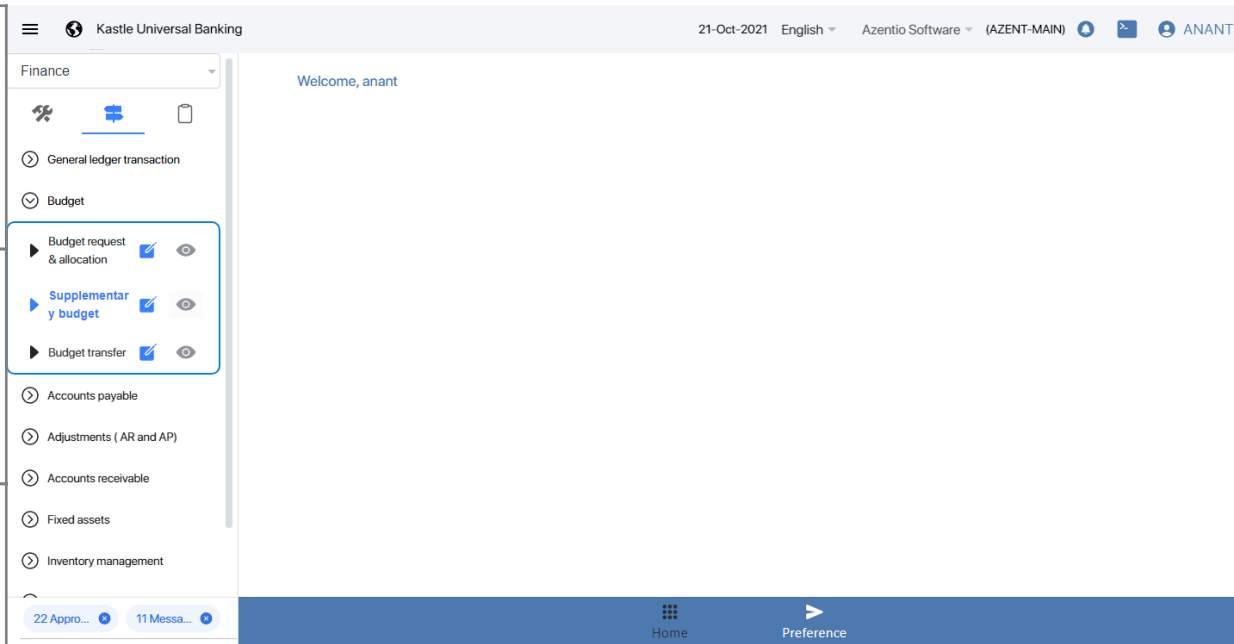 Kastle Universal Banking
21-Oct-2021 English Azentio Software (AZENT-MAIN) ANANT
Finance
Welcome, anant
General ledger transaction
Budget
Budget request
& allocation
Supplementar
y budget
Budget transfer
Accounts payable
Adjustments ( AR and AP)
Accounts receivable
Fixed assets
Inventory management
22 Appro... 11 Messa...
Home Preference